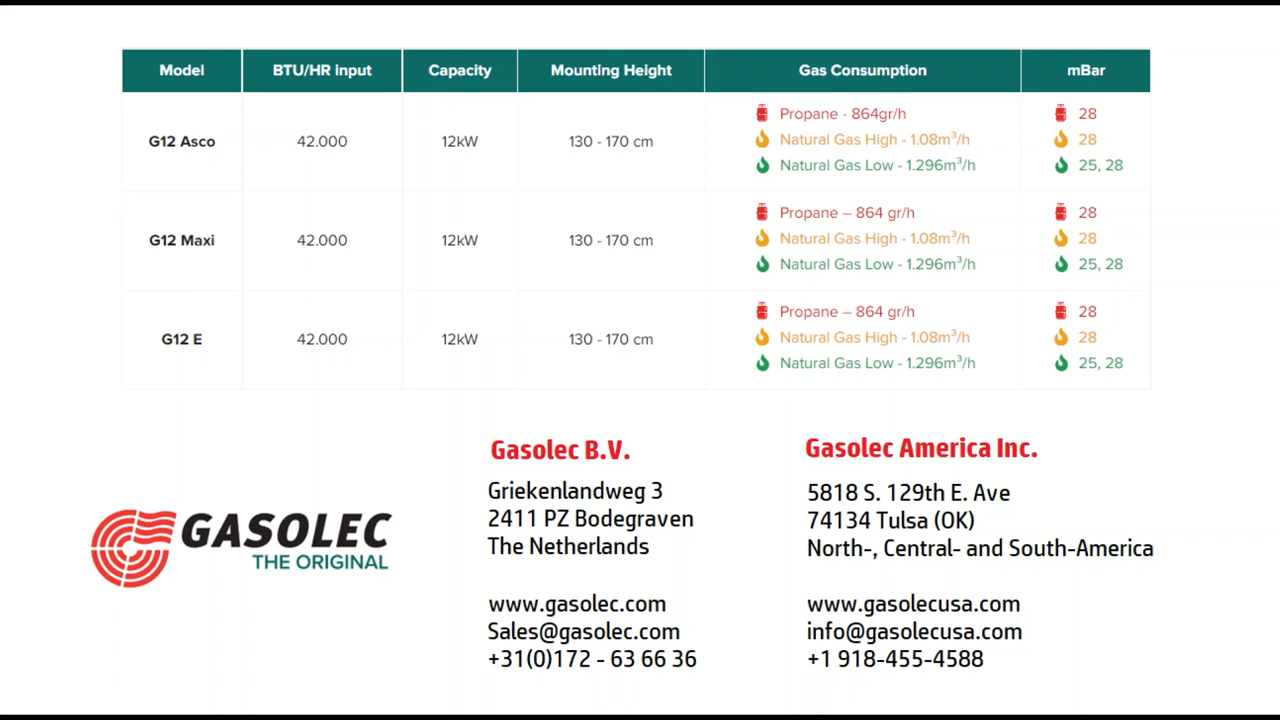 Model BTU/HR input Capacity Mounting Height Gas Consumption mBar
Propane - 864gr/h 28
G12 Asco 42.000 12kW 130 - 170 cm Natural Gas High - 1.08m³/h 28
Natural Gas Low - 1.296m³/h 25, 28
Propane – 864 gr/h 28
G12 Maxi 42.000 12kW 130 - 170 cm Natural Gas High - 1.08m³/h 28
Natural Gas Low - 1.296m³/h 25, 28
Propane – 864 gr/h 28
G12 E 42.000 12kW 130 - 170 cm Natural Gas High - 1.08m³/h 28
Natural Gas Low - 1.296m³/h 25, 28
GASOLEC
THE ORIGINAL
Gasolec B.V.
Griekenlandweg 3
2411 PZ Bodegraven
The Netherlands
www.gasolec.com
Sales@gasolec.com
+31(0)172 - 63 66 36
Gasolec America Inc.
5818 S. 129th E. Ave
74134 Tulsa (OK)
North-, Central- and South-America
www.gasolecusa.com
info@gasolecusa.com
+1 918-455-4588